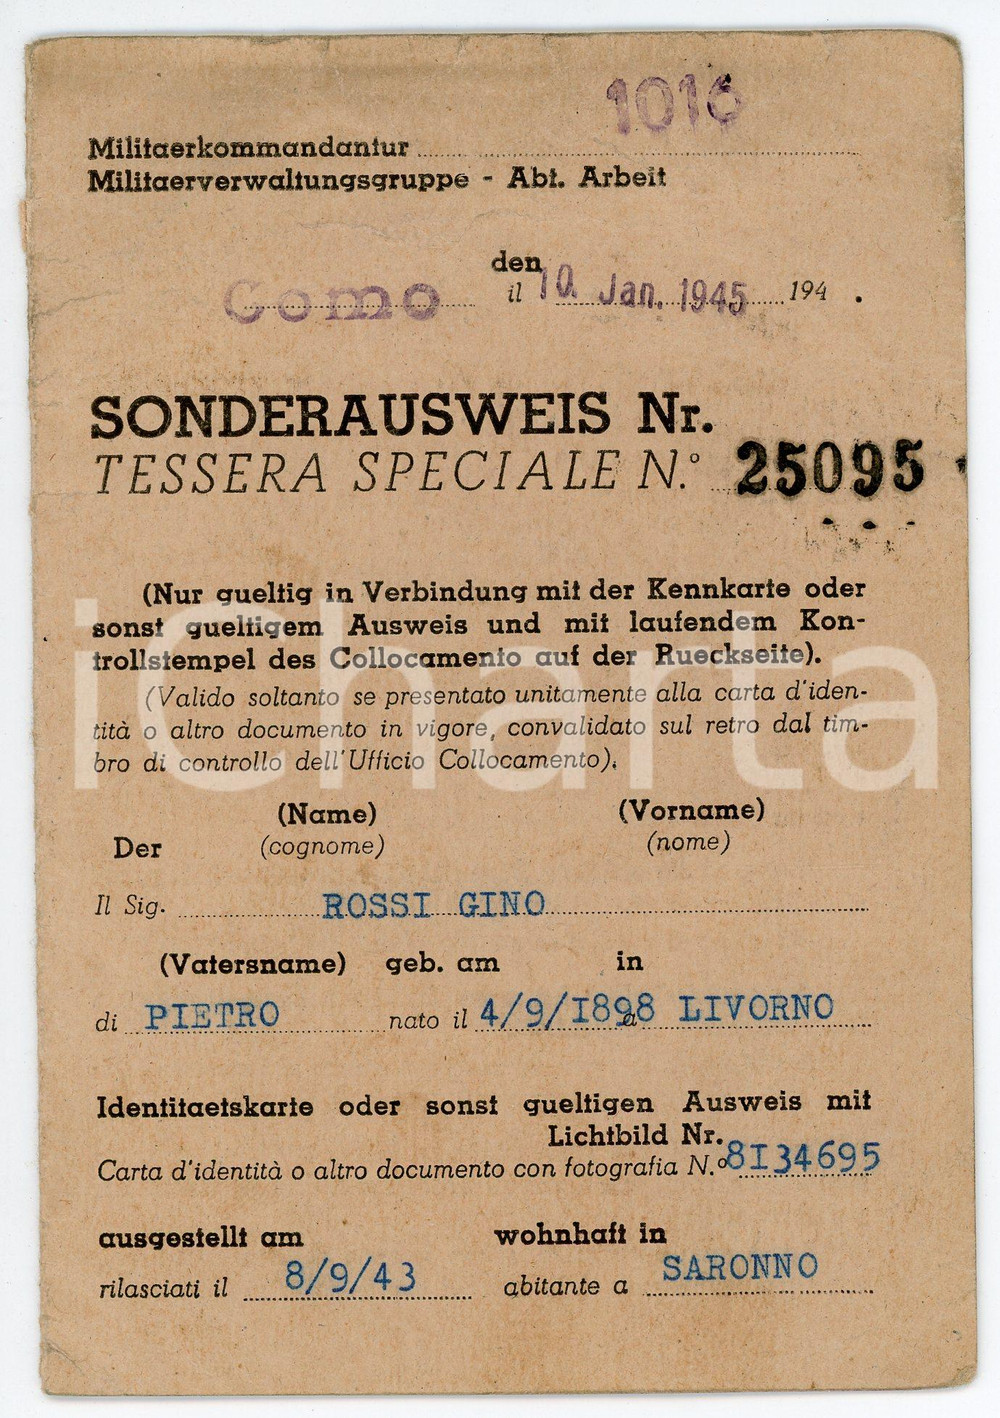 1016
Militaerkommandantur
Militaerverwaltungsgruppe - Abt. Arbeit
den
Como il 10. Jan. 1945 194 .
SONDERAUSWEIS Nr.
TESSERA SPECIALE N.° 25095
(Nur gueltig in Verbindung mit der Kennkarte oder
sonst gueltigem Ausweis und mit laufendem Kon-
trollstempel des Collocamento auf der Rueckseite).
(Valido soltanto se presentato unitamente alla carta d'iden-
tità o altro documento in vigore, convalidato sul retro dal tim-
bro di controllo dell'Ufficio Collocamento).
iCharta
(Name) (Vorname)
Der (cognome) (nome)
Il Sig. ROSSI GINO
(Vatersname) geb. am in
di PIETRO nato il 4/9/1898 a LIVORNO
Identitaetskarte oder sonst gueltigen Ausweis mit
Lichtbild Nr.
Carta d'identità o altro documento con fotografia N.° 8I34695
ausgestellt am wohnhaft in
rilasciati il 8/9/43 abitante a SARONNO